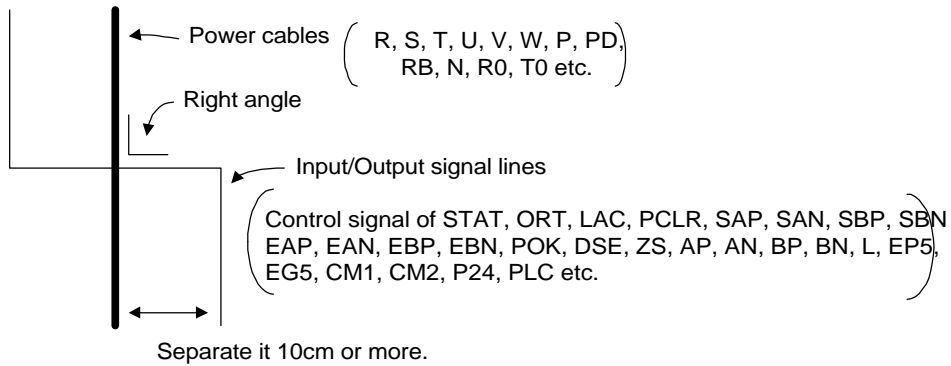 Power cables
R, S, T, U, V, W, P, PD,
RB, N, R0, T0 etc.
Right angle
Input/Output signal lines
Control signal of STAT, ORT, LAC, PCLR, SAP, SAN, SBP, SBN
EAP, EAN, EBP, EBN, POK, DSE, ZS, AP, AN, BP, BN, L, EP5,
EG5, CM1, CM2, P24, PLC etc.
Separate it 10cm or more.